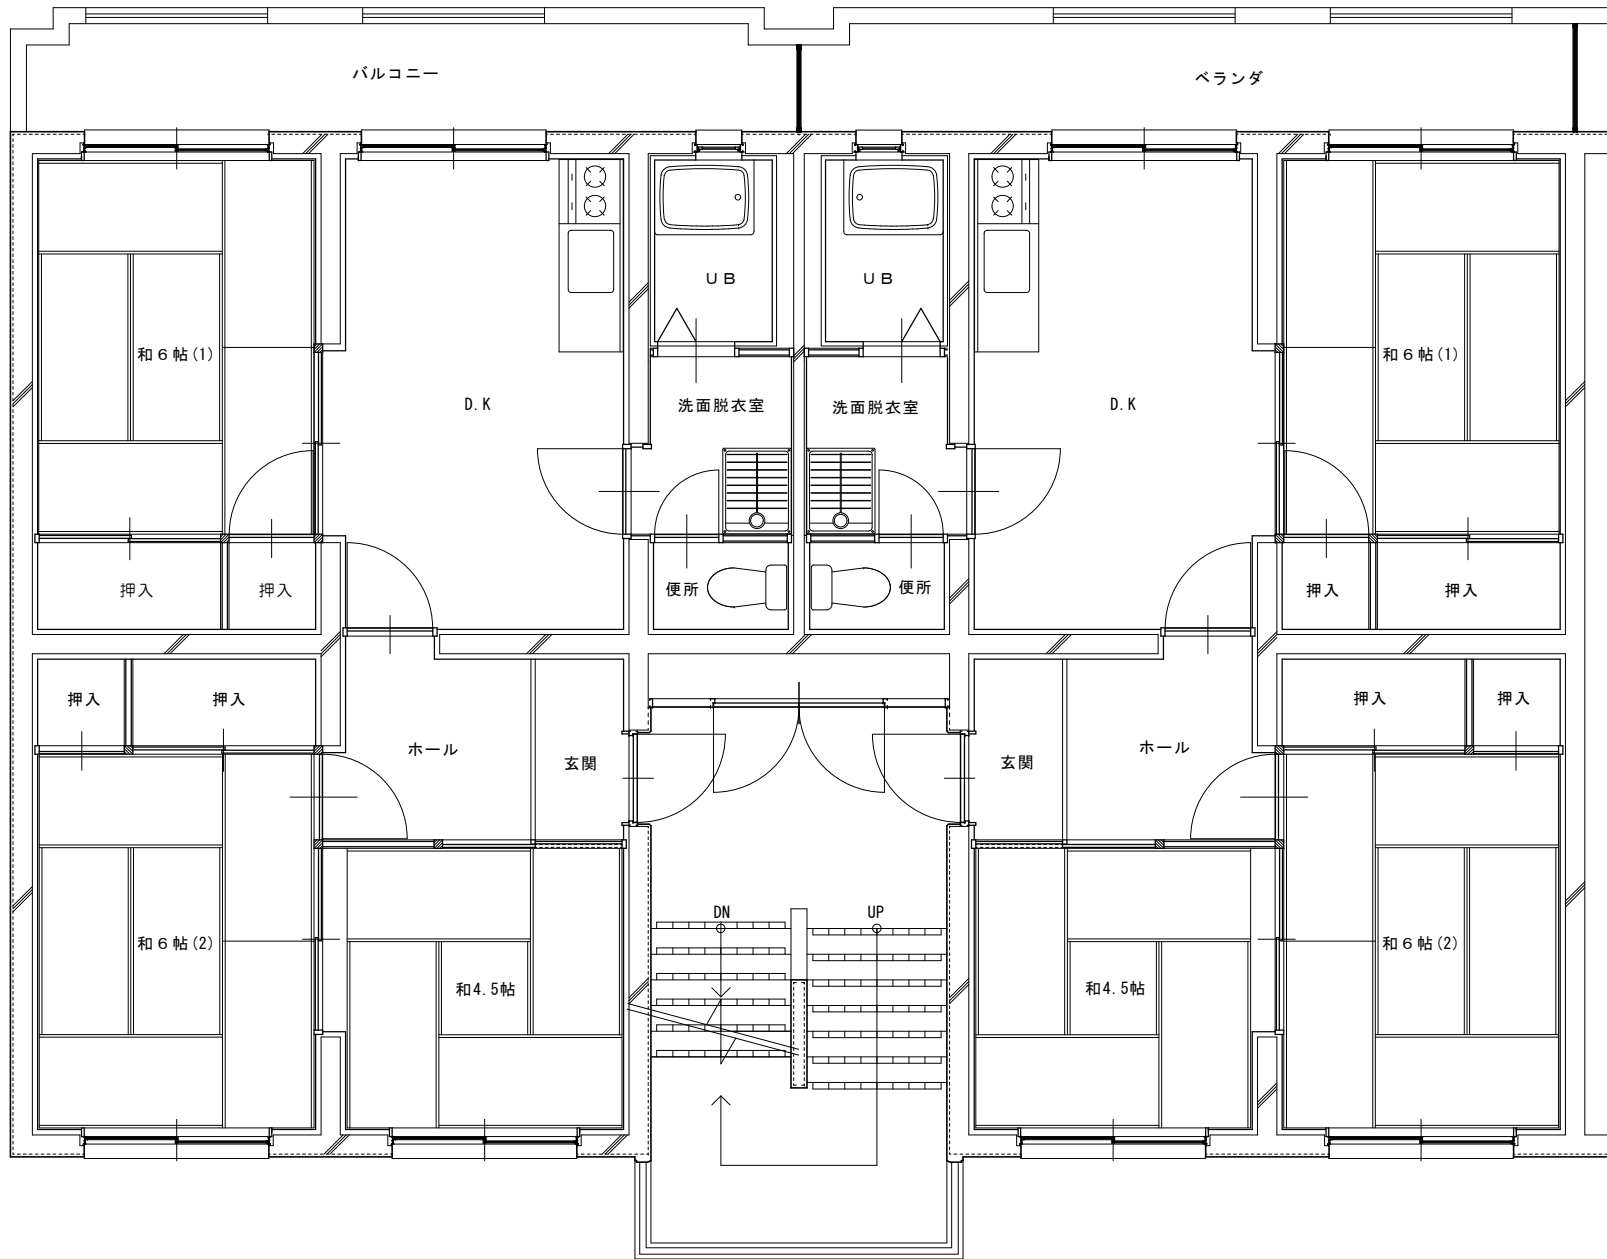 バルコニー
ベランダ
UB
UB
和6帖(1)
和6帖(1)
D.K
洗面脱衣室
洗面脱衣室
D.K
押入
押入
便所
便所
押入
押入
押入
押入
押入
押入
ホール
玄関
玄関
ホール
DN
UP
和6帖(2)
和6帖(2)
和4.5帖
和4.5帖